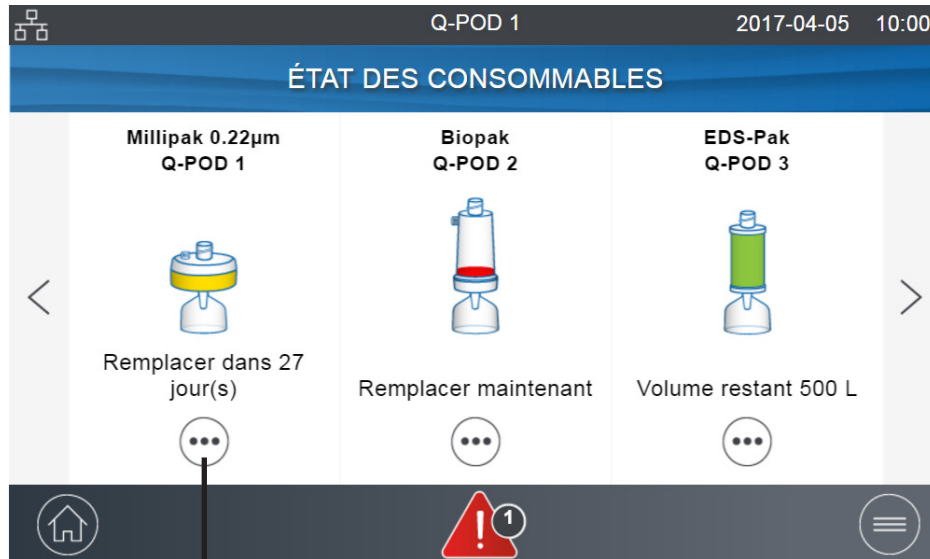 Q-POD 1 2017-04-05 10:00
ÉTAT DES CONSOMMABLES
Millipak 0.22µm
Q-POD 1
Remplacer dans 27
jour(s)
Biopak
Q-POD 2
Remplacer maintenant
EDS-Pak
Q-POD 3
Volume restant 500 L
1